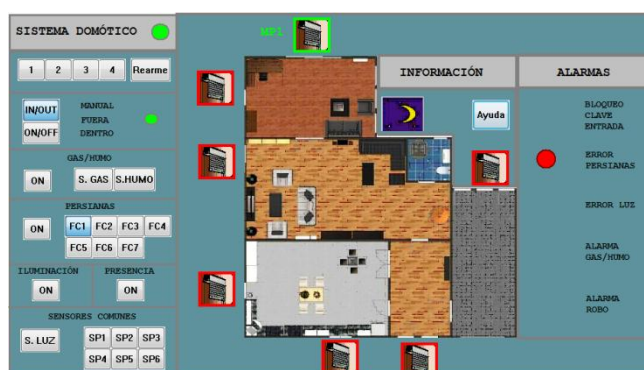 SISTEMA DOMÓTICO
1 2 3 4 Rearme
IN/OUT
ON/OFF
MANUAL
FUERA
DENTRO
GAS/HUMO
ON S. GAS S.HUMO
PERSIANAS
ON
FC1 FC2 FC3 FC4
FC5 FC6 FC7
ILUMINACIÓN
ON
PRESENCIA
ON
SENSORES COMUNES
S. LUZ
SP1 SP2 SP3
SP4 SP5 SP6
MP1
INFORMACIÓN
Ayuda
ALARMAS
BLOQUEO
CLAVE
ENTRADA
ERROR
PERSIANAS
ERROR LUZ
ALARMA
GAS/HUMO
ALARMA
ROBO